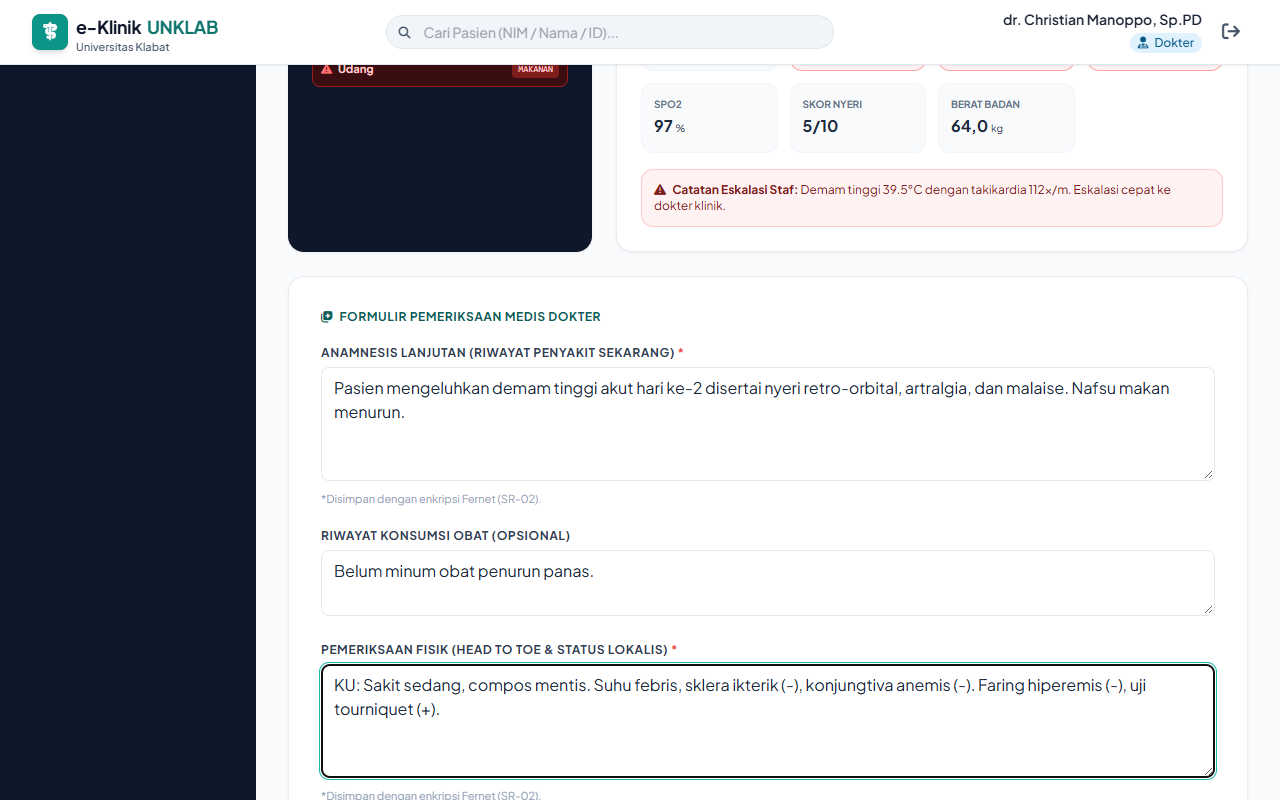 e-Klinik UNKLAB
Universitas Klabat
Cari Pasien (NIM / Nama / ID)...
dr. Christian Manoppo, Sp.PD
Dokter
Udang
MAKANAN
SPO2
97 %
SKOR NYERI
5/10
BERAT BADAN
64,0 kg
Catatan Eskalasi Staf: Demam tinggi 39.5°C dengan takikardia 112x/m. Eskalasi cepat ke
dokter klinik.
FORMULIR PEMERIKSAAN MEDIS DOKTER
ANAMNESIS LANJUTAN (RIWAYAT PENYAKIT SEKARANG) *
Pasien mengeluhkan demam tinggi akut hari ke-2 disertai nyeri retro-orbital, artralgia, dan malaise. Nafsu makan
menurun.
*Disimpan dengan enkripsi Fernet (SR-02).
RIWAYAT KONSUMSI OBAT (OPSIONAL)
Belum minum obat penurun panas.
PEMERIKSAAN FISIK (HEAD TO TOE & STATUS LOKALIS) *
KU: Sakit sedang, compos mentis. Suhu febris, sklera ikterik (-), konjungtiva anemis (-). Faring hiperemis (-), uji
tourniquet (+).
*Disimpan dengan enkripsi Fernet (SR-02).